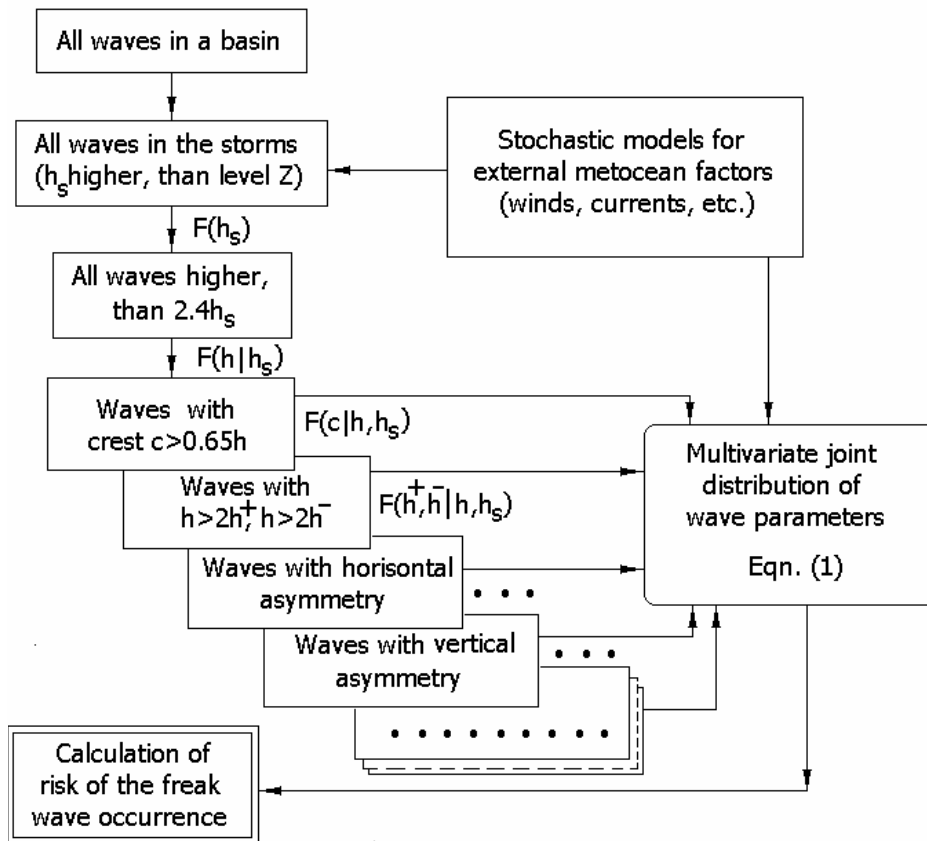 All waves in a basin
All waves in the storms
(hs higher, than level Z)
Stochastic models for
external metocean factors
(winds, currents, etc.)
F(hs)
All waves higher,
than 2.4hs
F(h|hs)
Waves with
crest c>0.65h
F(c|h,hs)
Waves with
h>2h+, h>2h-
F(h+,h-|h,hs)
Multivariate joint
distribution of
wave parameters
Eqn. (1)
Waves with horisontal
asymmetry
Waves with vertical
asymmetry
Calculation of
risk of the freak
wave occurrence